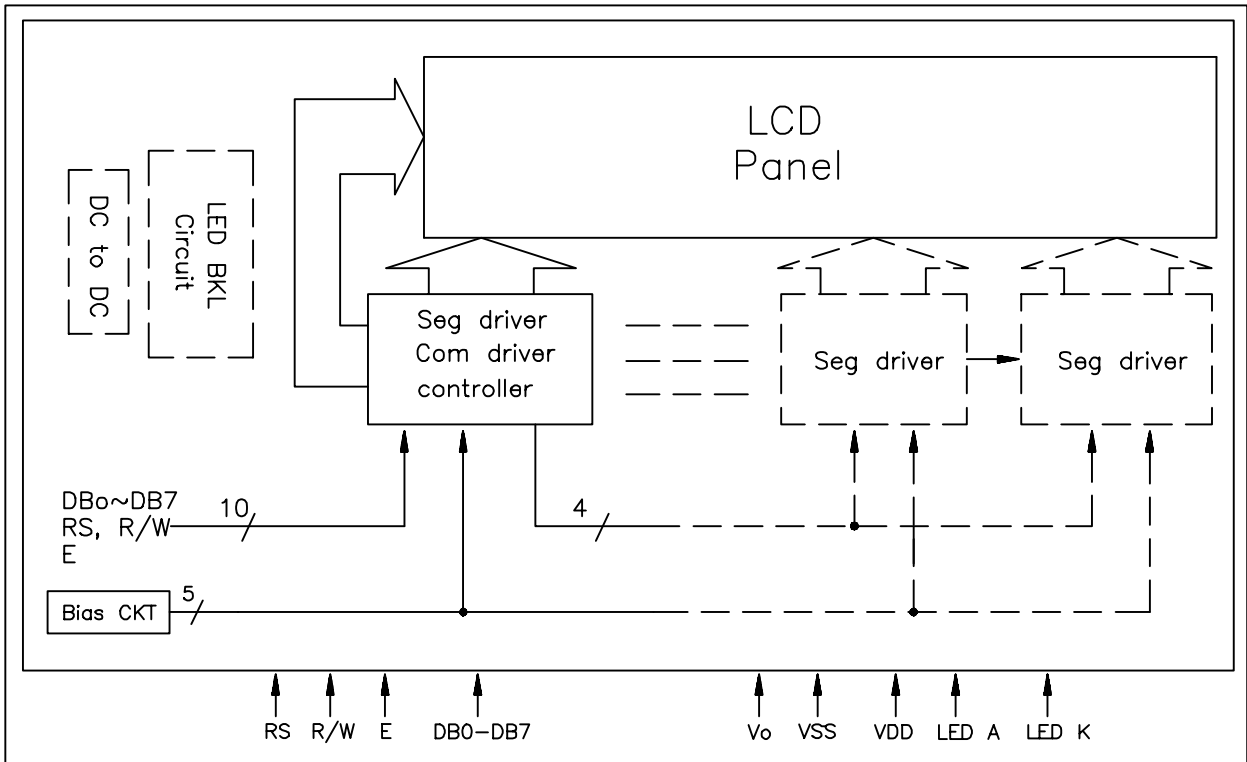 LCD
Panel
DC to DC
LED BKL
Circuit
Seg driver
Com driver
controller
Seg driver
Seg driver
DBo~DB7
RS, R/W
E
10
4
Bias CKT
5
RS R/W E DB0-DB7 Vo VSS VDD LED A LED K